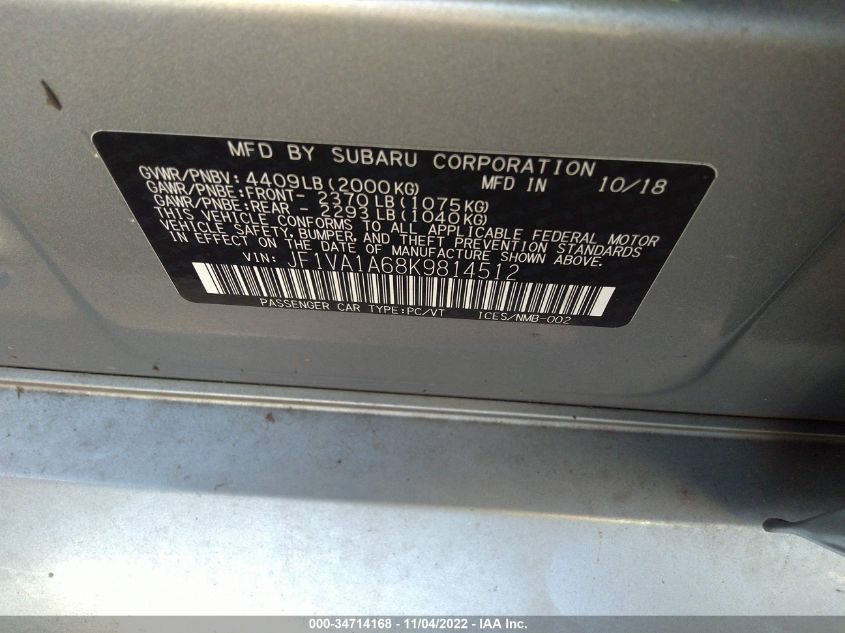 MFD BY SUBARU CORPORATION
GVWR/PNBV: 4409LB(2000KG) MFD IN 10/18
GAWR/PNBE:FRONT- 2370LB(1075KG)
GAWR/PNBE:REAR - 2293LB(1040KG)
THIS VEHICLE CONFORMS TO ALL APPLICABLE FEDERAL MOTOR
VEHICLE SAFETY, BUMPER, AND THEFT PREVENTION STANDARDS
IN EFFECT ON THE DATE OF MANUFACTURE SHOWN ABOVE.
VIN: JF1VA1A68K9814512
PASSENGER CAR TYPE:PC/VT ICES/NMB-002
000-34714168 - 11/04/2022 - IAA Inc.